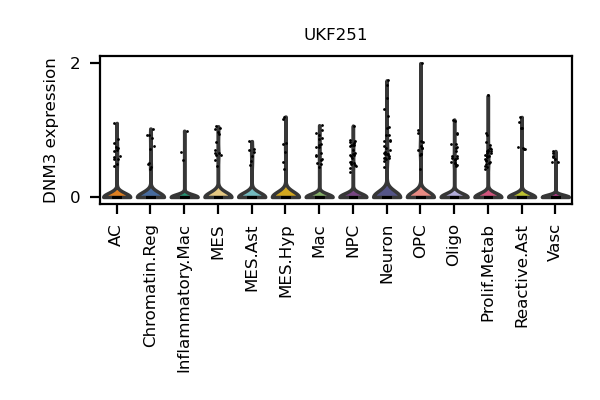 UKF251
DNM3 expression
2
0
AC
Chromatin.Reg
Inflammatory.Mac
MES
MES.Ast
MES.Hyp
Mac
NPC
Neuron
OPC
Oligo
Prolif.Metab
Reactive.Ast
Vasc